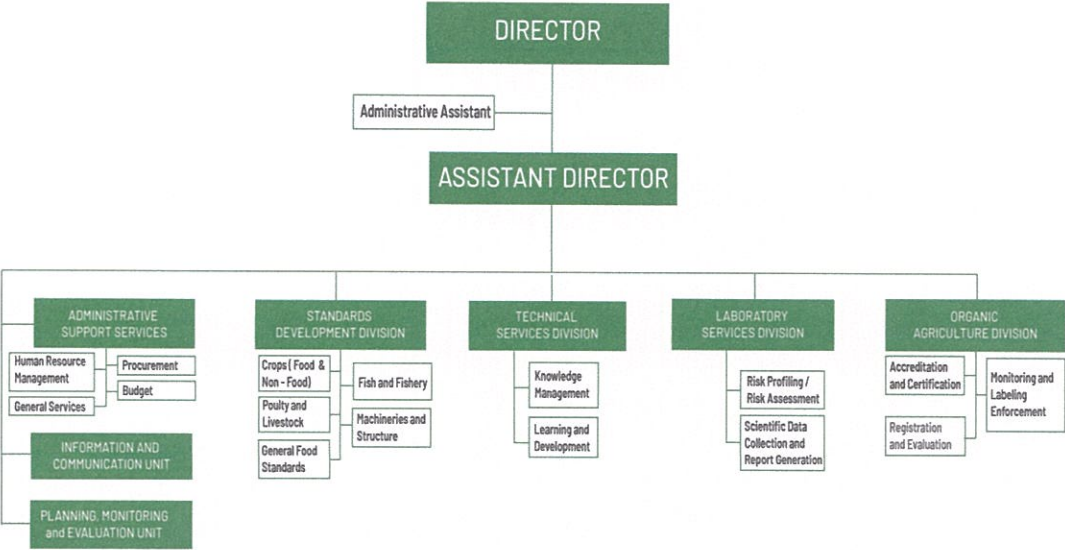 DIRECTOR
Administrative Assistant
ASSISTANT DIRECTOR
ADMINISTRATIVE
SUPPORT SERVICES
Human Resource
Management
Procurement
General Services
Budget
INFORMATION AND
COMMUNICATION UNIT
PLANNING, MONITORING
and EVALUATION UNIT
STANDARDS
DEVELOPMENT DIVISION
Crops ( Food &
Non - Food)
Fish and Fishery
Poulty and
Livestock
Machineries and
Structure
General Food
Standards
TECHNICAL
SERVICES DIVISION
Knowledge
Management
Learning and
Development
LABORATORY
SERVICES DIVISION
Risk Profiling /
Risk Assessment
Scientific Data
Collection and
Report Generation
ORGANIC
AGRICULTURE DIVISION
Accreditation
and Certification
Monitoring and
Labeling
Enforcement
Registration
and Evaluation